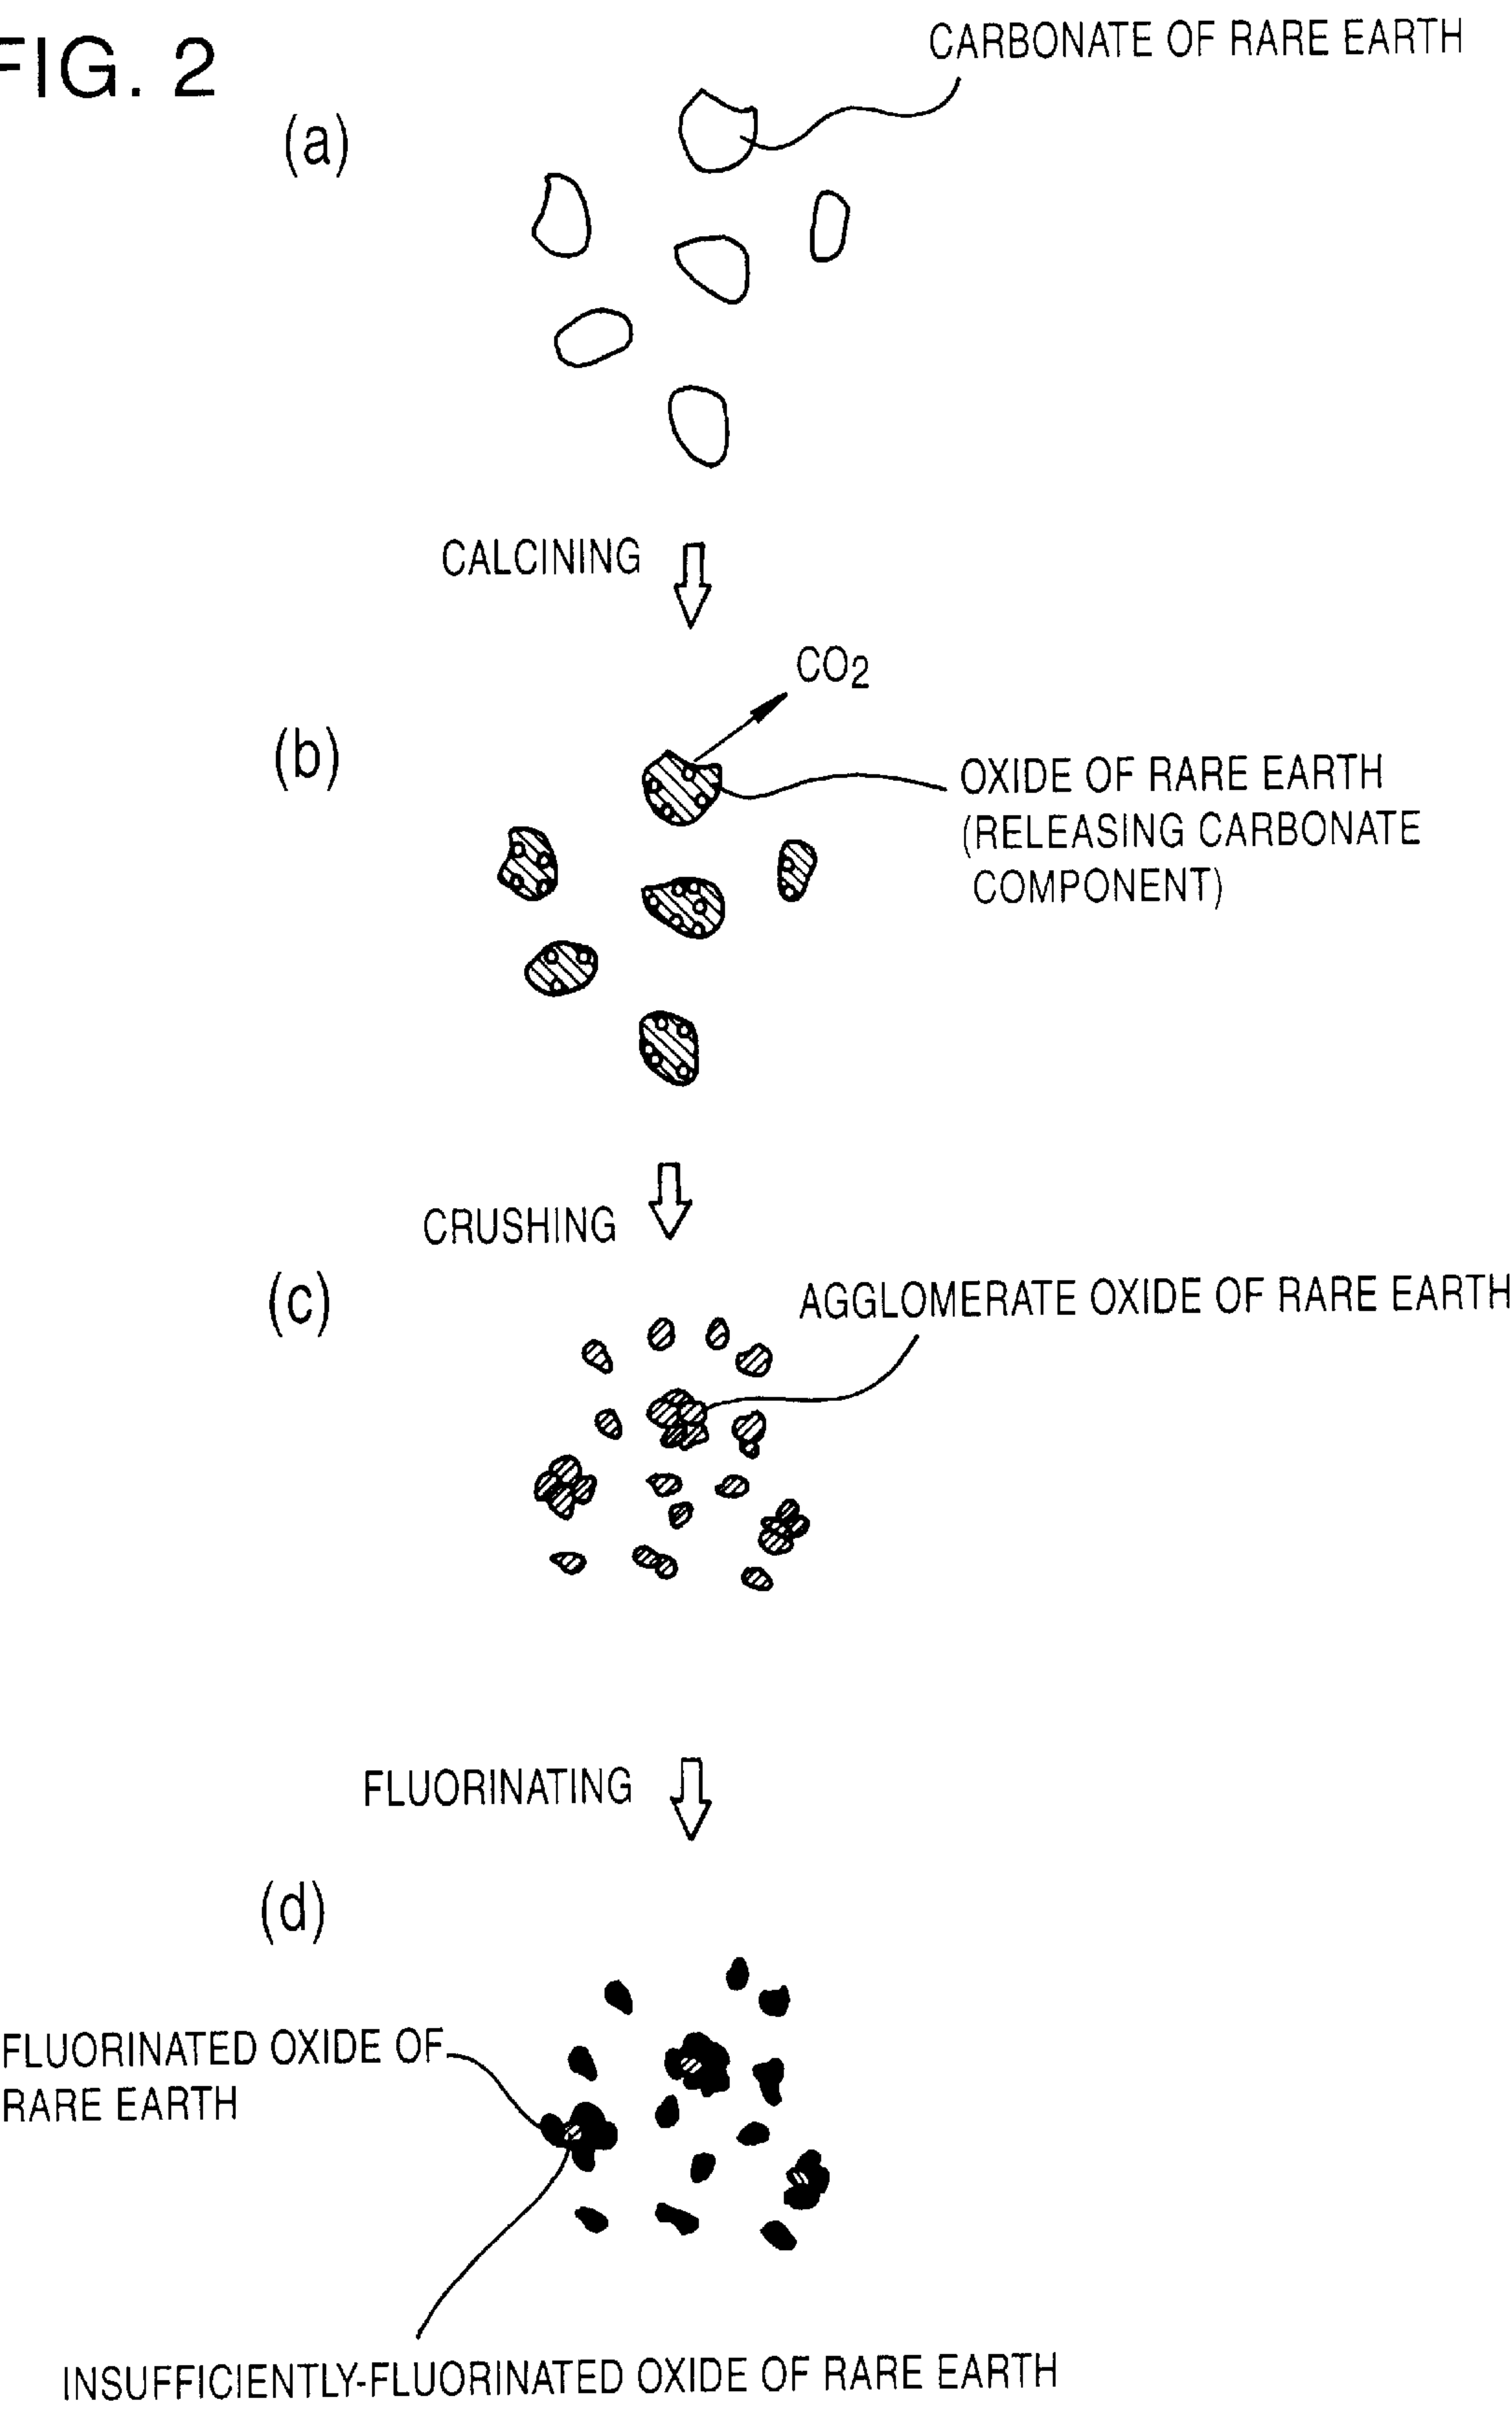 FIG. 2
CARBONATE OF RARE EARTH
(a)
CALCINING
CO2
(b)
OXIDE OF RARE EARTH
(RELEASING CARBONATE
COMPONENT)
CRUSHING
(c)
AGGLOMERATE OXIDE OF RARE EARTH
FLUORINATING
(d)
FLUORINATED OXIDE OF
RARE EARTH
INSUFFICIENTLY-FLUORINATED OXIDE OF RARE EARTH